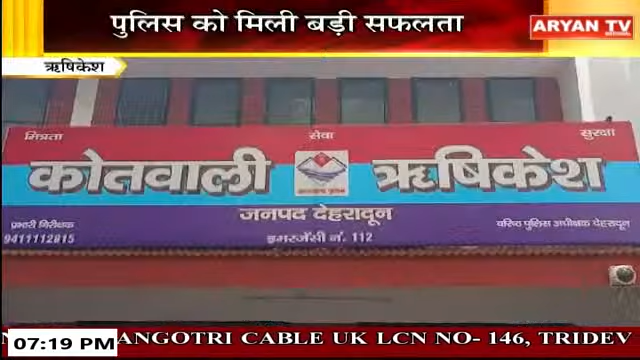 पुलिस को मिली बड़ी सफलता
ARYAN TV
ऋषिकेश
मित्रता सेवा सुरक्षा
कोतवाली ऋषिकेश
जनपद देहरादून
प्रभारी निरीक्षक
9411112815
इमरजेंसी नं. 112
वरिष्ठ पुलिस अधीक्षक देहरादून
07:19 PM ANGOTRI CABLE UK LCN NO- 146, TRIDEV